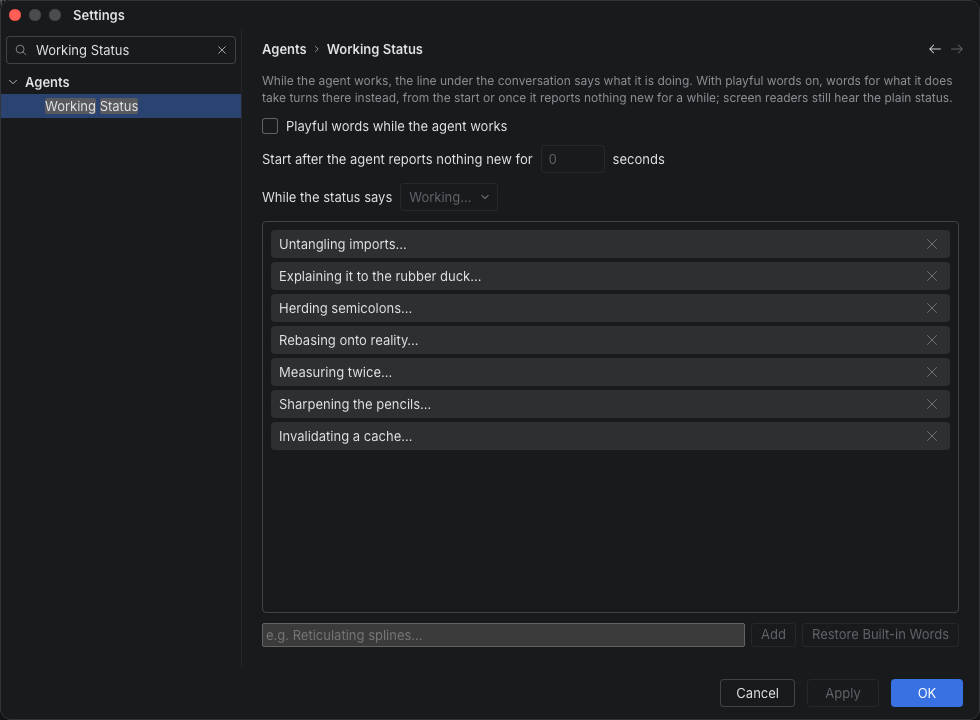 Settings
Working Status
Agents
Working Status
Agents › Working Status
While the agent works, the line under the conversation says what it is doing. With playful words on, words for what it does
take turns there instead, from the start or once it reports nothing new for a while; screen readers still hear the plain status.
Playful words while the agent works
Start after the agent reports nothing new for 0 seconds
While the status says Working...
Untangling imports...
Explaining it to the rubber duck...
Herding semicolons...
Rebasing onto reality...
Measuring twice...
Sharpening the pencils...
Invalidating a cache...
e.g. Reticulating splines... Add Restore Built-in Words
Cancel Apply OK